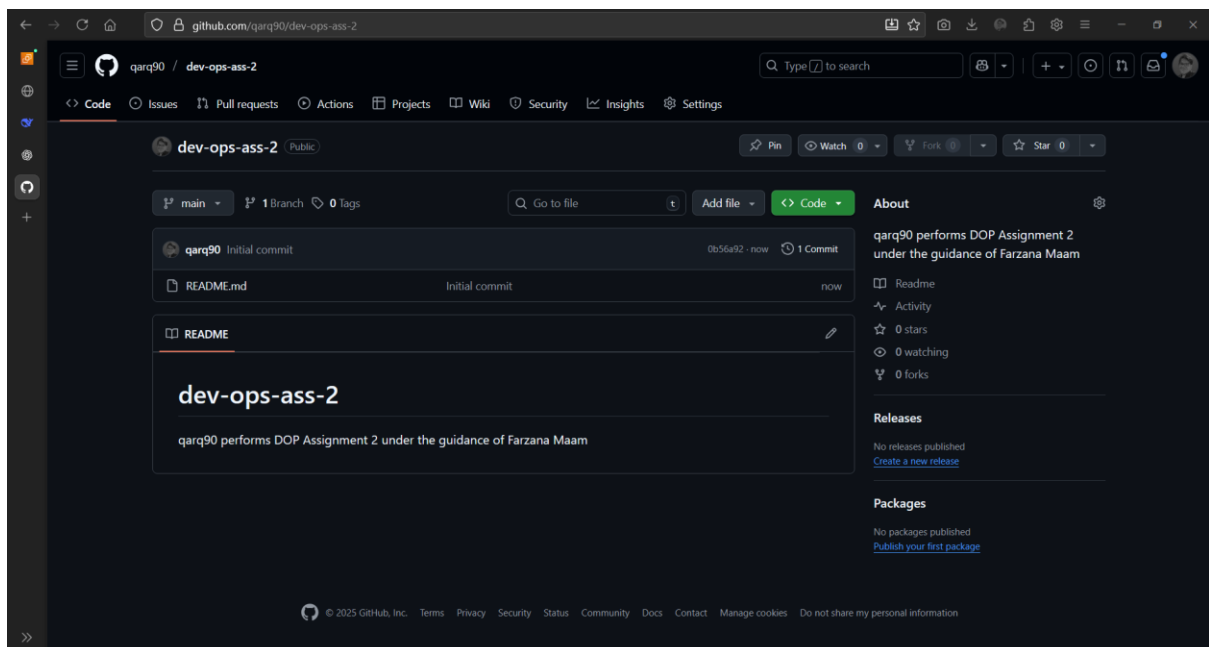 github.com/qarq90/dev-ops-ass-2
qarq90 / dev-ops-ass-2
Type / to search
Code Issues Pull requests Actions Projects Wiki Security Insights Settings
dev-ops-ass-2 Public
Pin Watch 0 Fork 0 Star 0
main 1 Branch 0 Tags
Go to file t Add file Code
qarq90 Initial commit 0b56a92 · now 1 Commit
README.md Initial commit now
README
dev-ops-ass-2
qarq90 performs DOP Assignment 2 under the guidance of Farzana Maam
About
qarq90 performs DOP Assignment 2
under the guidance of Farzana Maam
Readme
Activity
0 stars
0 watching
0 forks
Releases
No releases published
Create a new release
Packages
No packages published
Publish your first package
© 2025 GitHub, Inc. Terms Privacy Security Status Community Docs Contact Manage cookies Do not share my personal information